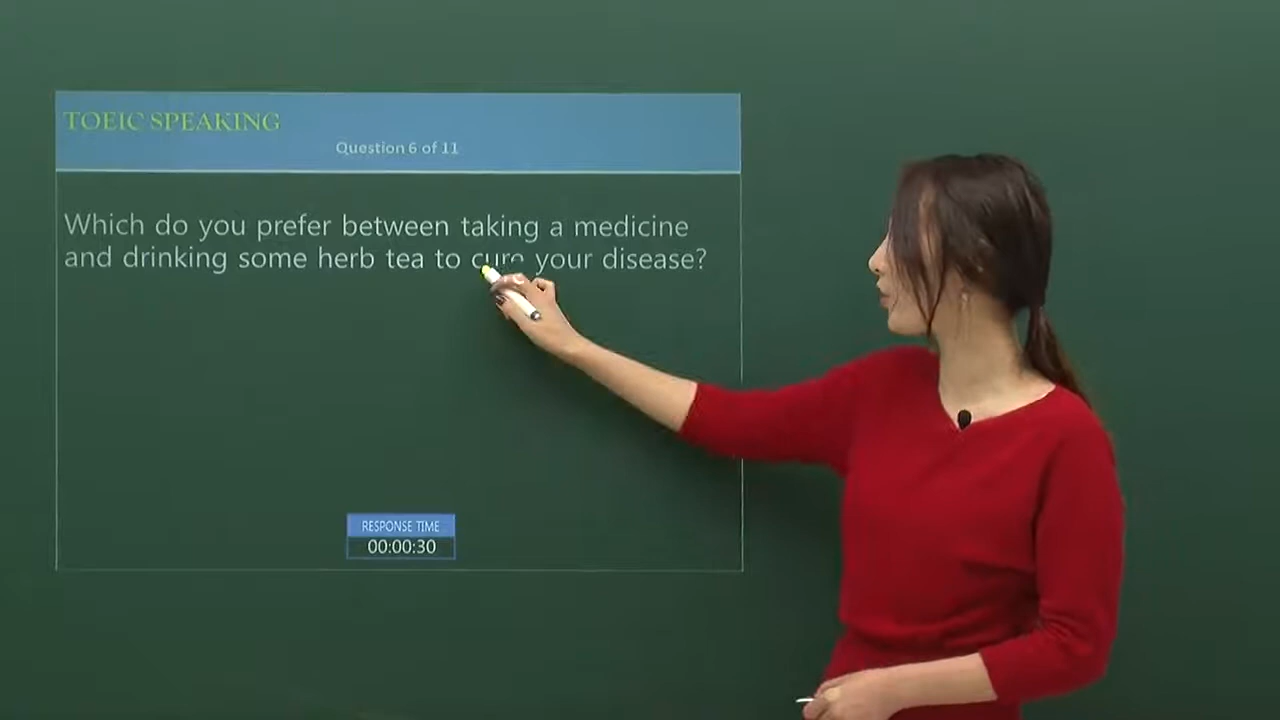 TOEIC SPEAKING
Question 6 of 11
Which do you prefer between taking a medicine
and drinking some herb tea to cure your disease?
RESPONSE TIME
00:00:30